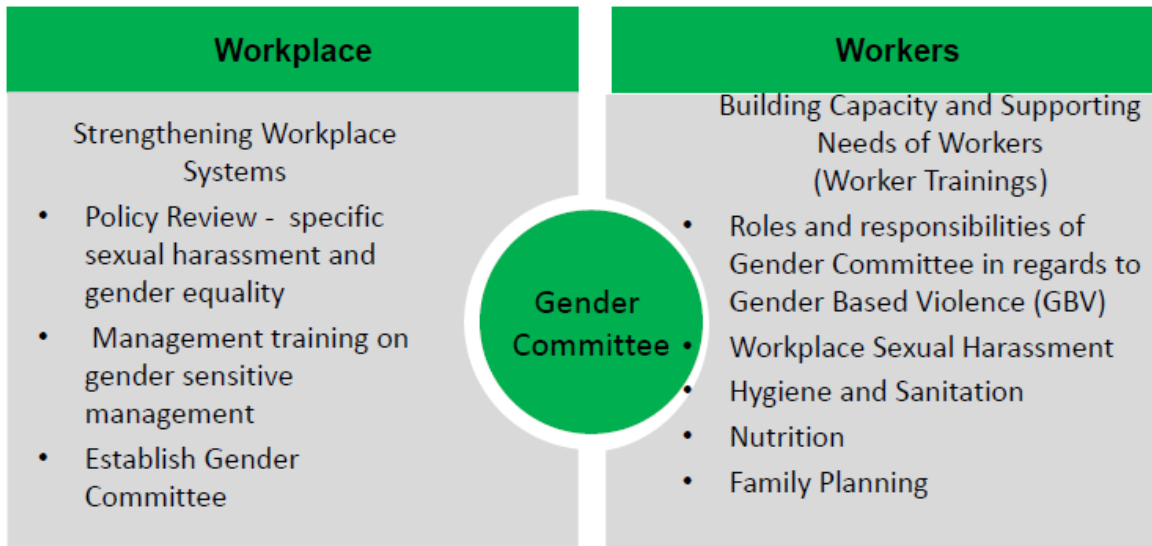 Workplace
Strengthening Workplace
Systems
• Policy Review - specific
sexual harassment and
gender equality
• Management training on
gender sensitive
management
• Establish Gender
Committee
Gender
Committee
Workers
Building Capacity and Supporting
Needs of Workers
(Worker Trainings)
• Roles and responsibilities of
Gender Committee in regards to
Gender Based Violence (GBV)
• Workplace Sexual Harassment
• Hygiene and Sanitation
• Nutrition
• Family Planning